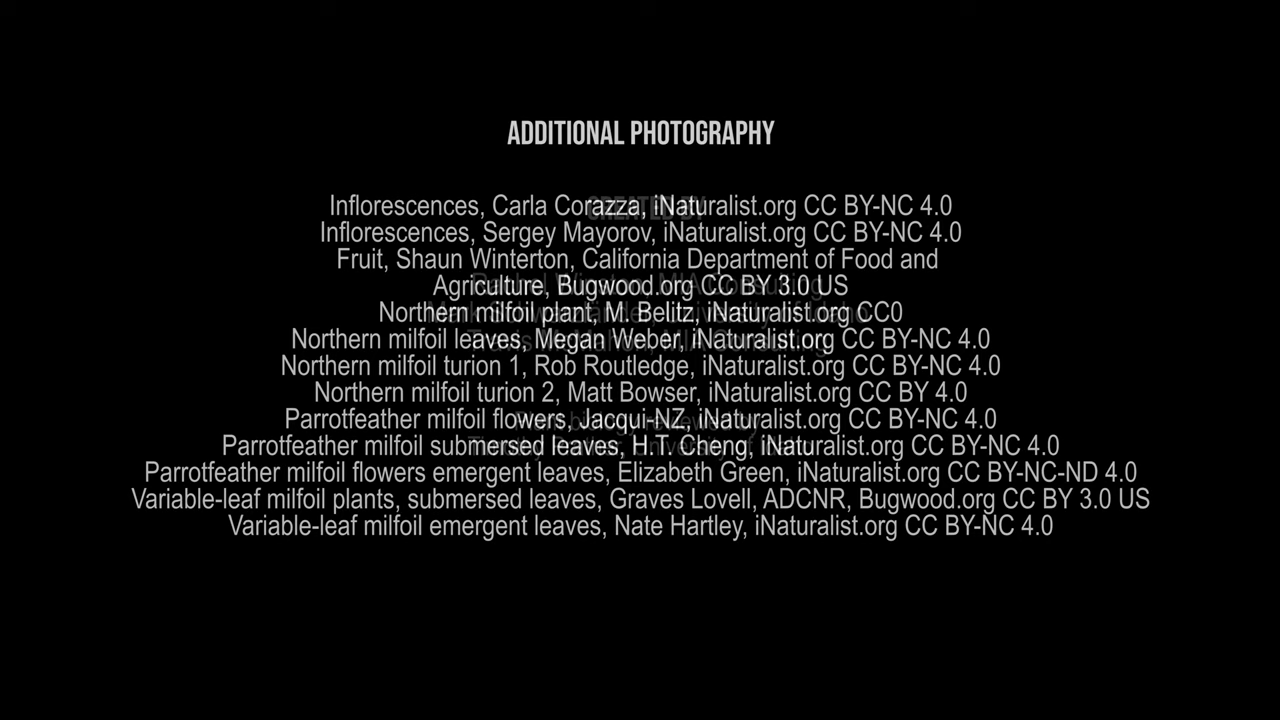 ADDITIONAL PHOTOGRAPHY
Inflorescences, Carla Corazza, iNaturalist.org CC BY-NC 4.0
CREATED BY
Inflorescences, Sergey Mayorov, iNaturalist.org CC BY-NC 4.0
Fruit, Shaun Winterton, California Department of Food and
Agriculture, Bugwood.org CC BY 3.0 US
Northern milfoil plant, M. Belitz, iNaturalist.org CC0
Northern milfoil leaves, Megan Weber, iNaturalist.org CC BY-NC 4.0
Northern milfoil turion 1, Rob Routledge, iNaturalist.org CC BY-NC 4.0
Northern milfoil turion 2, Matt Bowser, iNaturalist.org CC BY 4.0
Parrotfeather milfoil flowers, Jacqui-NZ, iNaturalist.org CC BY-NC 4.0
Parrotfeather milfoil submersed leaves, H.T. Cheng, iNaturalist.org CC BY-NC 4.0
Parrotfeather milfoil flowers emergent leaves, Elizabeth Green, iNaturalist.org CC BY-NC-ND 4.0
Variable-leaf milfoil plants, submersed leaves, Graves Lovell, ADCNR, Bugwood.org CC BY 3.0 US
Variable-leaf milfoil emergent leaves, Nate Hartley, iNaturalist.org CC BY-NC 4.0